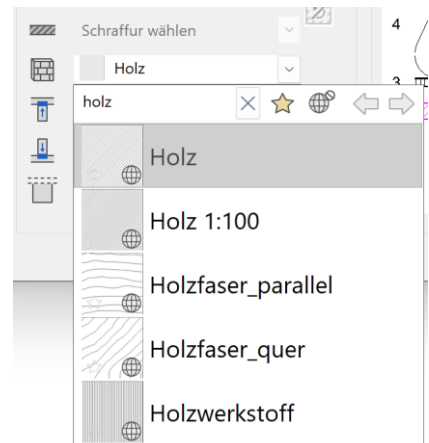 Schraffur wählen
4
Holz
3
holz
Holz
Holz 1:100
Holzfaser_parallel
Holzfaser_quer
Holzwerkstoff